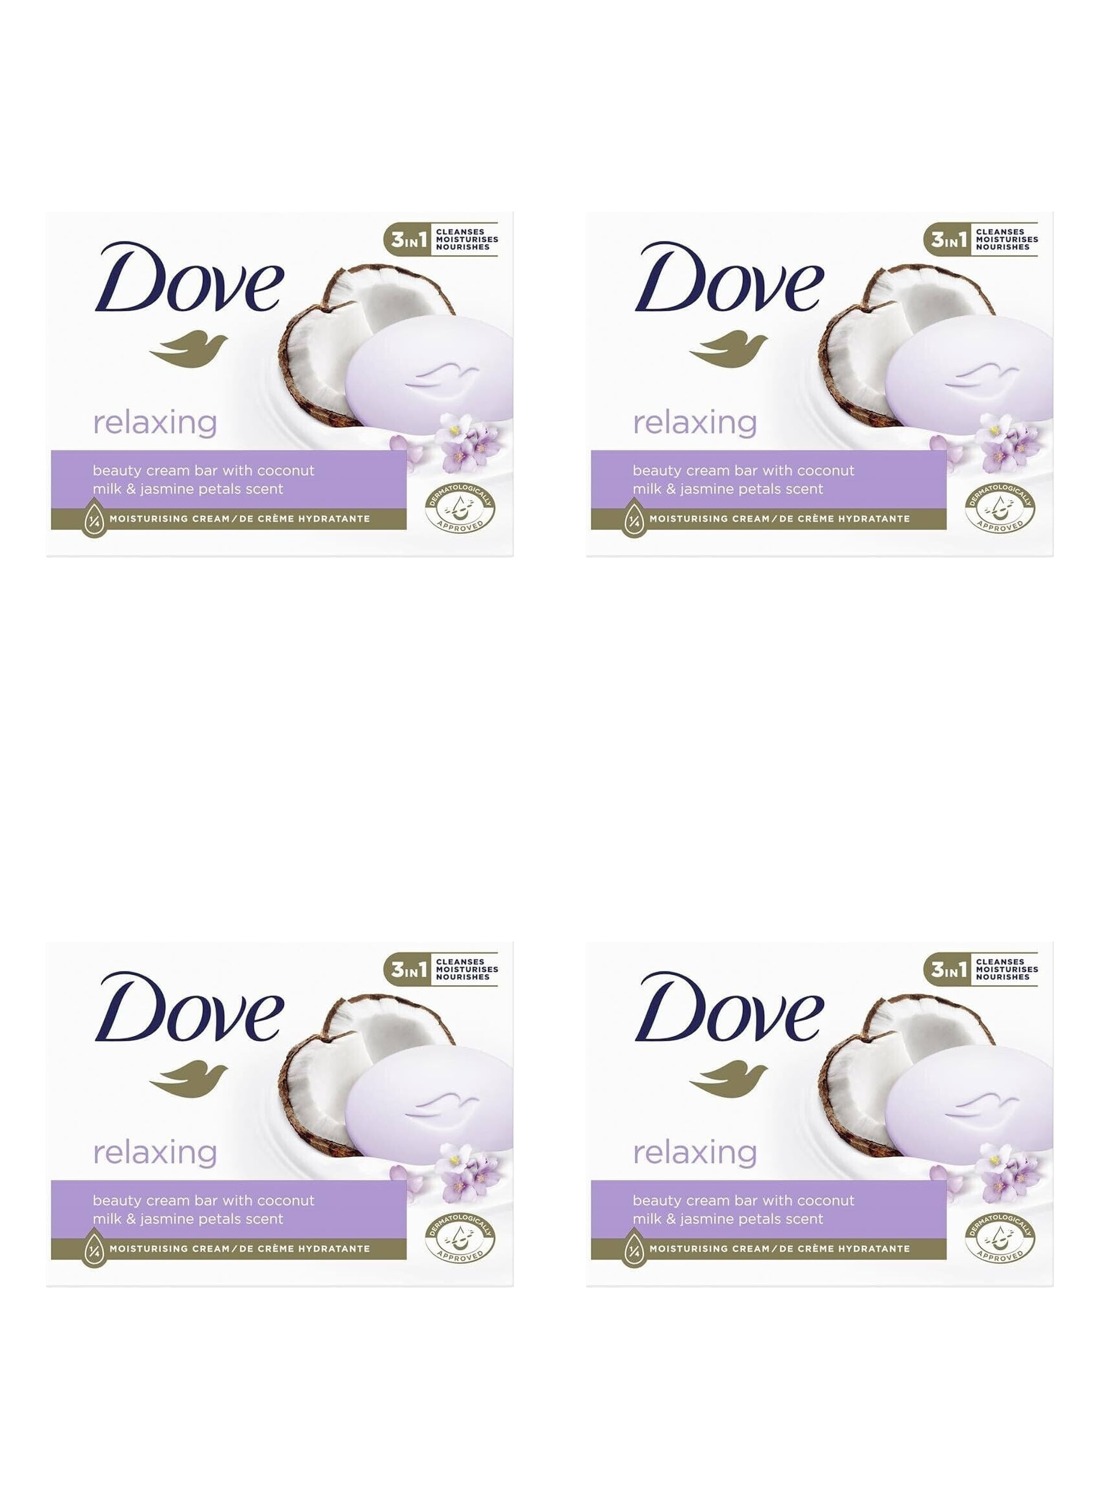 3IN1 CLEANSES
MOISTURISES
NOURISHES
Dove
relaxing
beauty cream bar with coconut
milk & jasmine petals scent
1/4 MOISTURISING CREAM/DE CRÈME HYDRATANTE
DERMATOLOGICALLY
APPROVED
3IN1 CLEANSES
MOISTURISES
NOURISHES
Dove
relaxing
beauty cream bar with coconut
milk & jasmine petals scent
1/4 MOISTURISING CREAM/DE CRÈME HYDRATANTE
DERMATOLOGICALLY
APPROVED
3IN1 CLEANSES
MOISTURISES
NOURISHES
Dove
relaxing
beauty cream bar with coconut
milk & jasmine petals scent
1/4 MOISTURISING CREAM/DE CRÈME HYDRATANTE
DERMATOLOGICALLY
APPROVED
3IN1 CLEANSES
MOISTURISES
NOURISHES
Dove
relaxing
beauty cream bar with coconut
milk & jasmine petals scent
1/4 MOISTURISING CREAM/DE CRÈME HYDRATANTE
DERMATOLOGICALLY
APPROVED